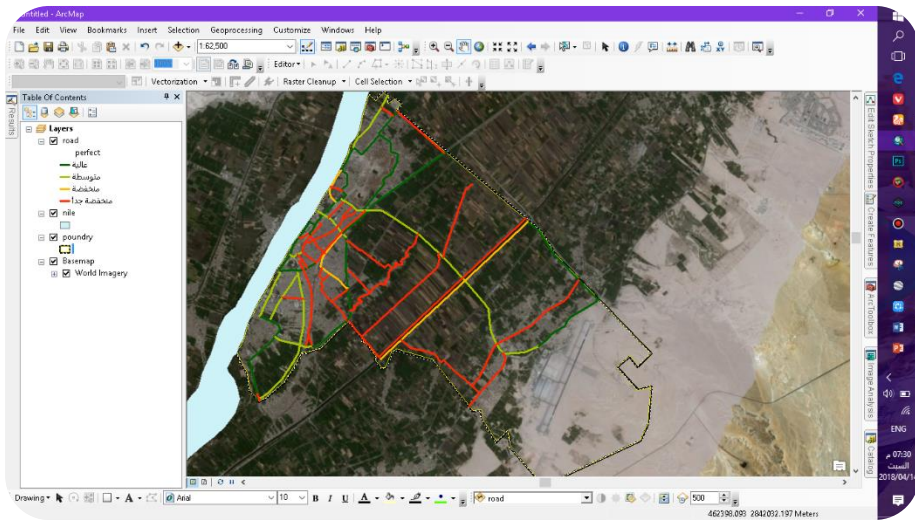 Untitled - ArcMap
File Edit View Bookmarks Insert Selection Geoprocessing Customize Windows Help
1:62,500
Editor
Vectorization Raster Cleanup Cell Selection
Table Of Contents
Results
Layers
road
perfect
عالية
متوسطة
منخفضة
منخفضة جدا
nile
poundry
Basemap
World Imagery
Edit Sketch Properties
Create Features
ArcToolbox
Image Analysis
Catalog
ENG
07:30 م
السبت
2018/04/14
Drawing Arial 10 B I U A road 500
462398.093 2842032.197 Meters